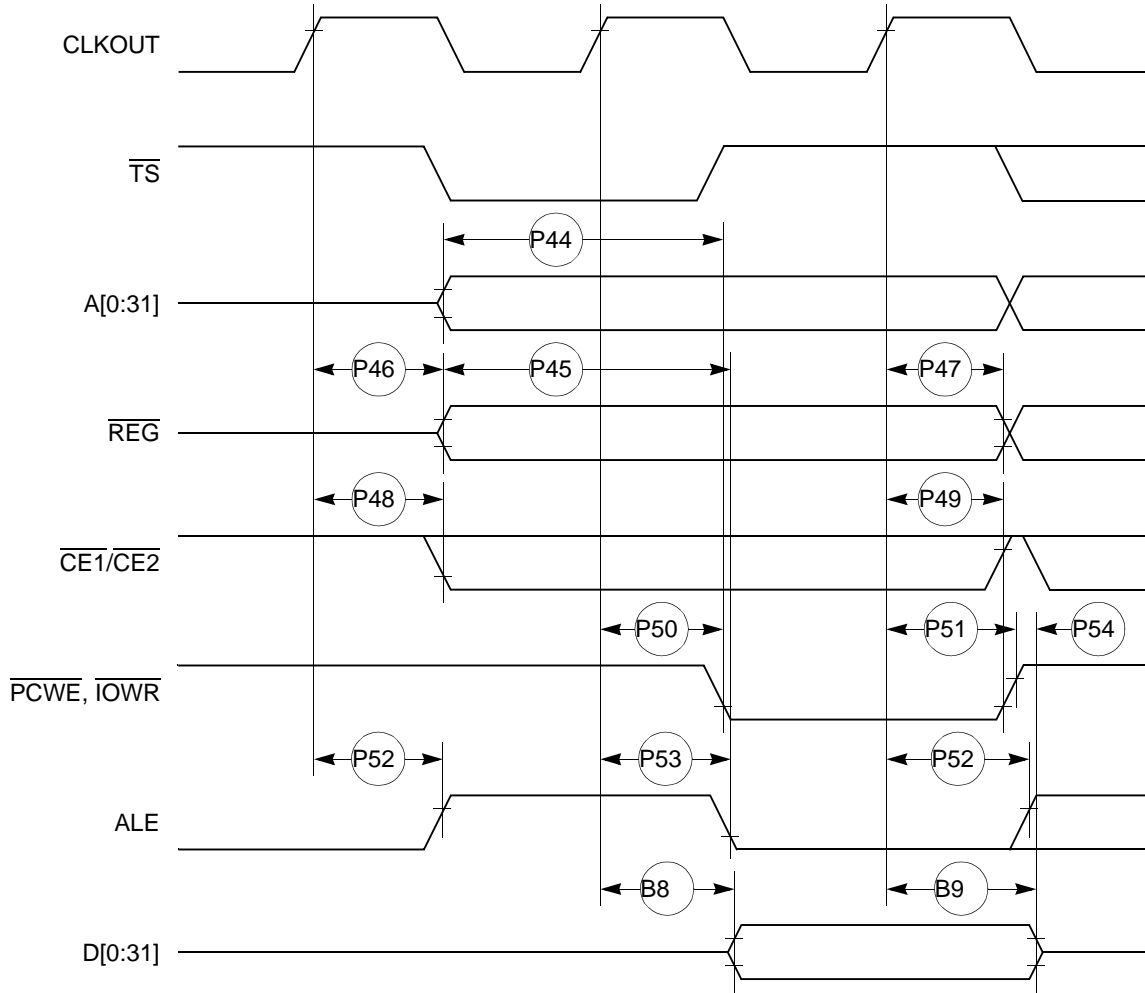 CLKOUT
TS
P44
A[0:31]
P46 P45 P47
REG
P48 P49
CE1/CE2
P50 P51 P54
PCWE, IOWR
P52 P53 P52
ALE
B8 B9
D[0:31]